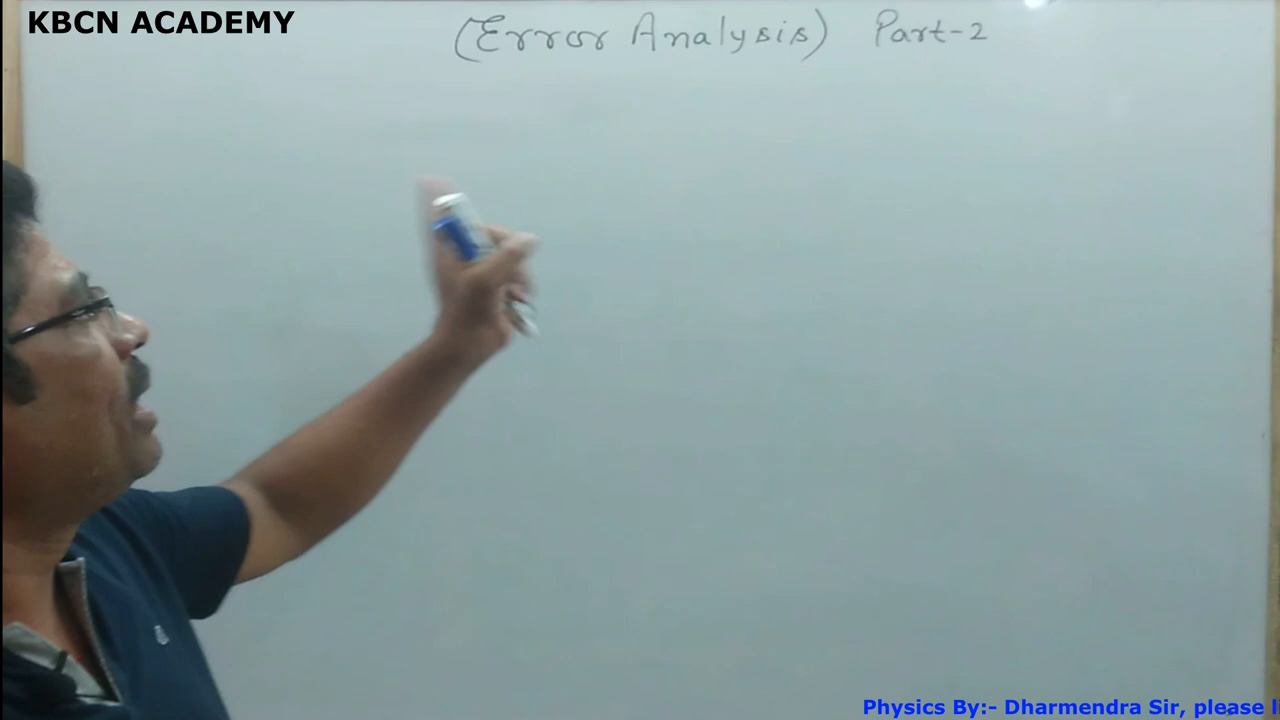 KBCN ACADEMY
(Error Analysis) Part-2
Physics By:- Dharmendra Sir, please